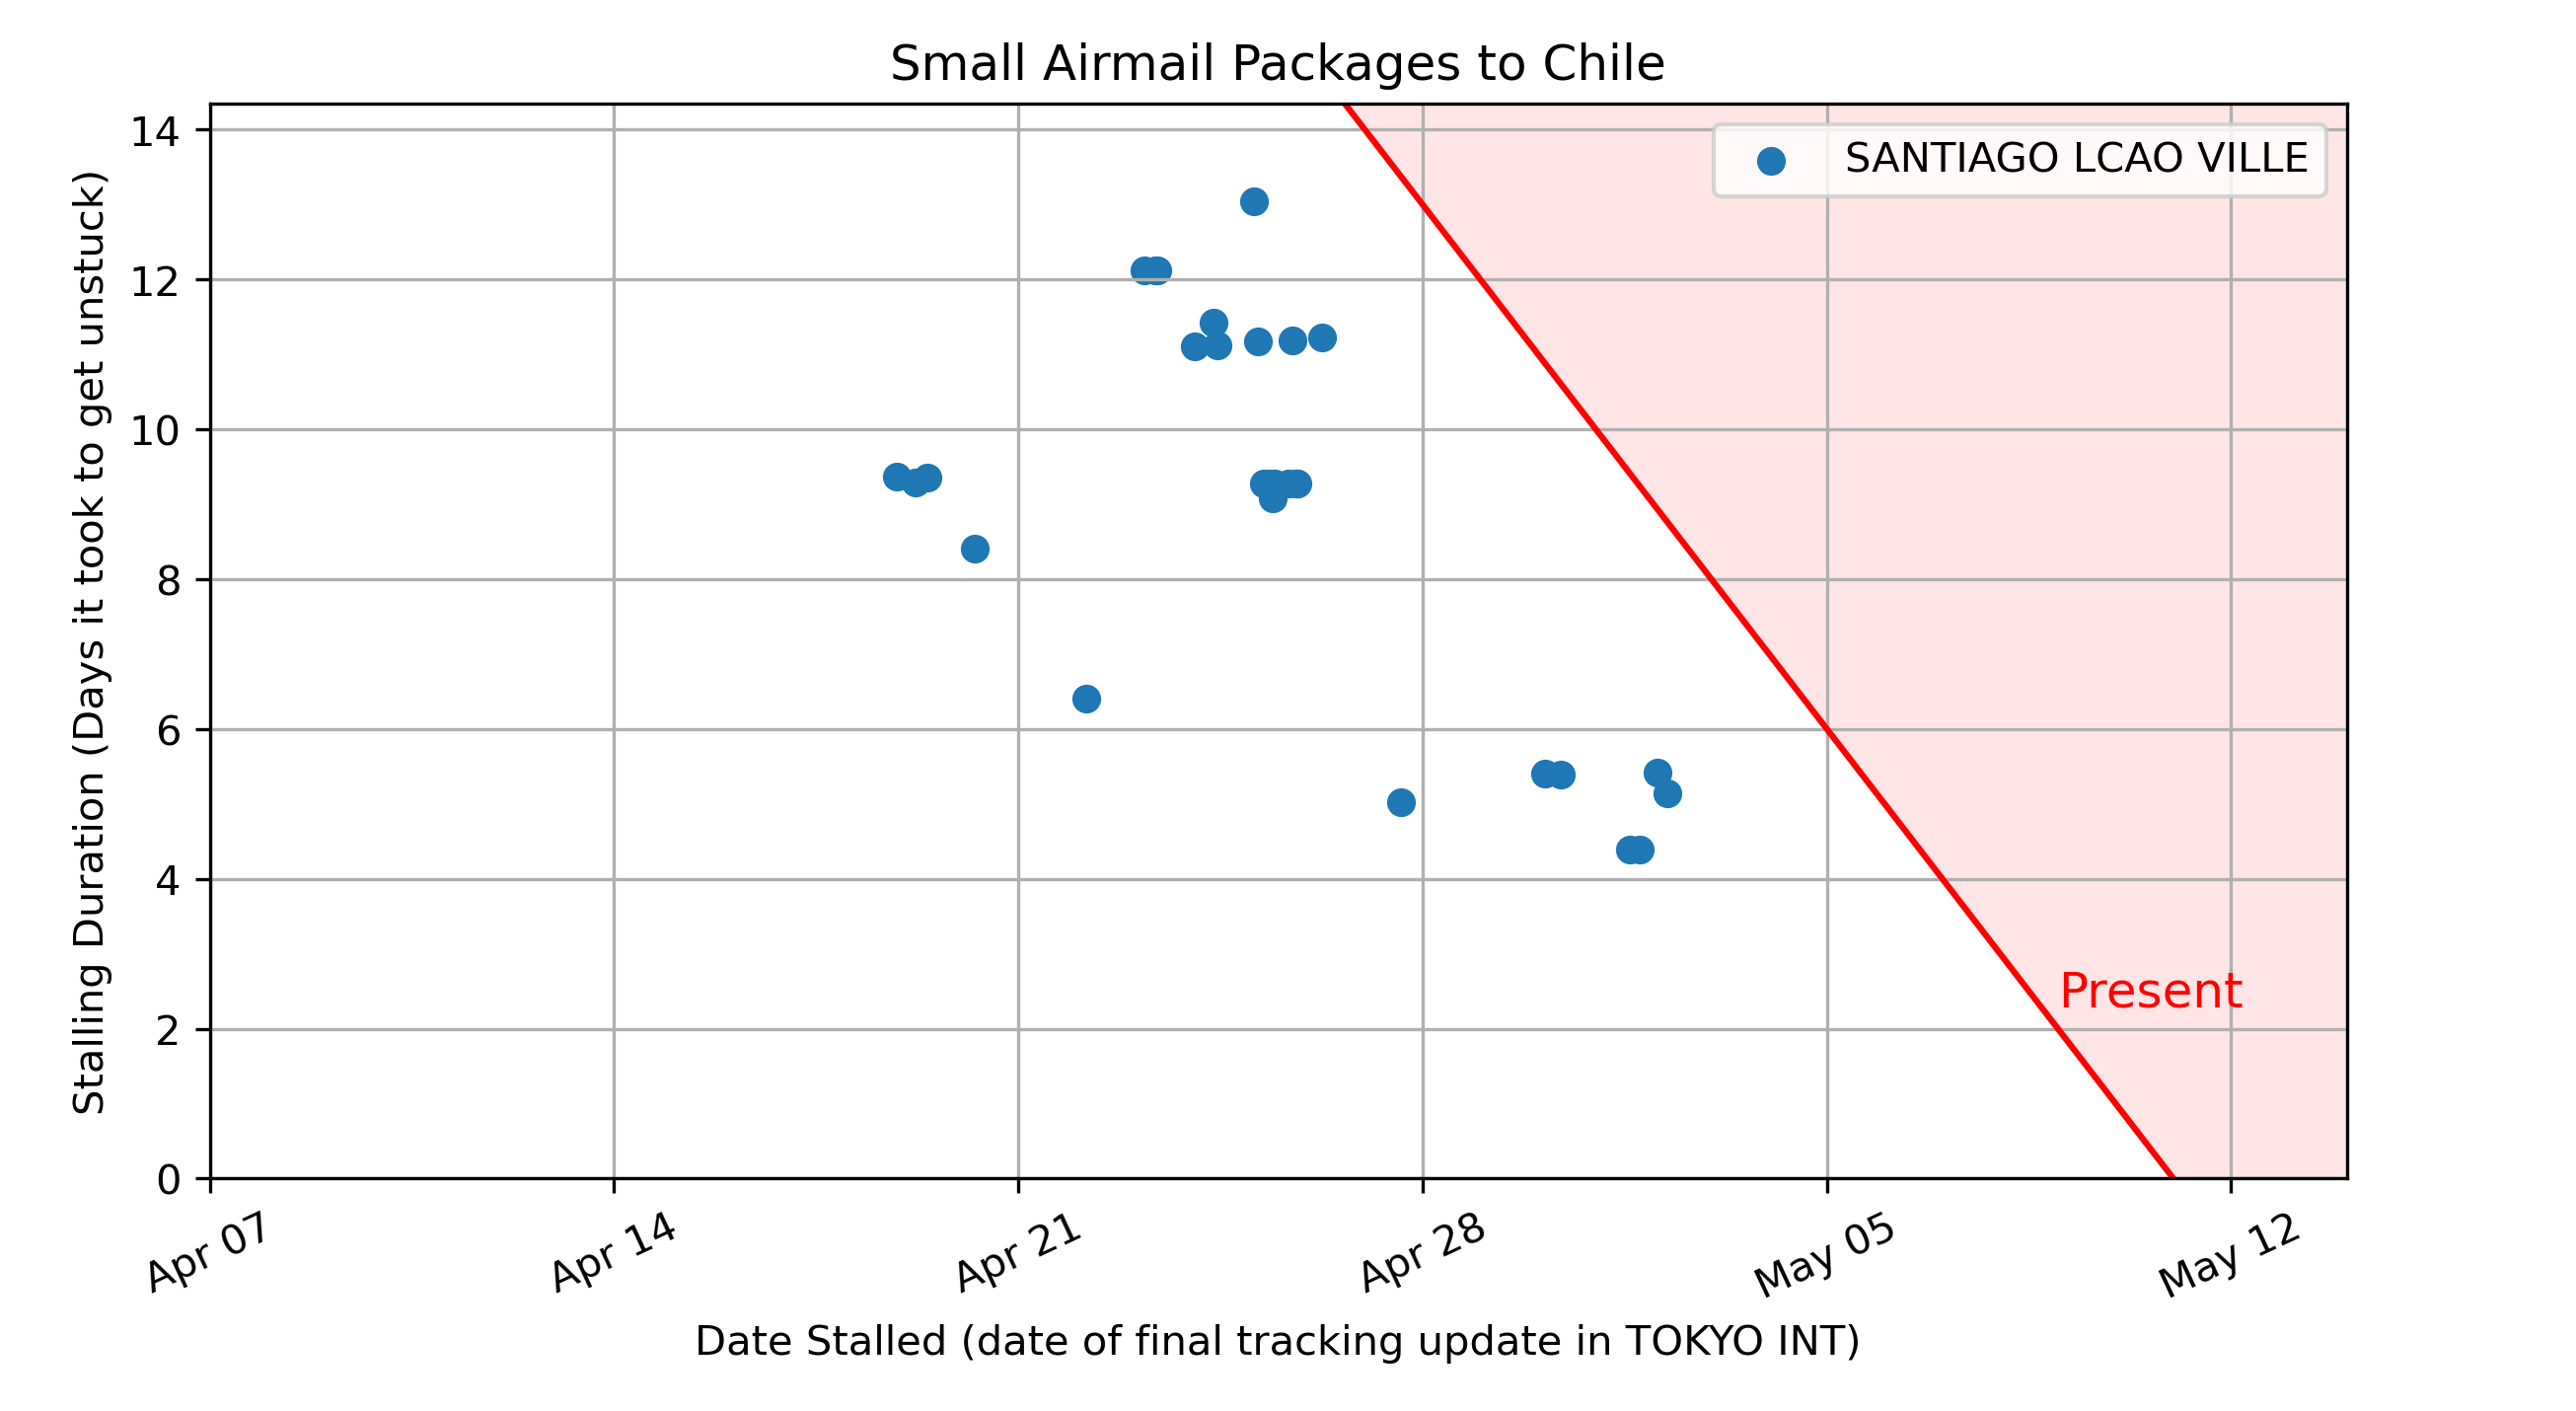 Small Airmail Packages to Chile
SANTIAGO LCAO VILLE
Stalling Duration (Days it took to get unstuck)
14
12
10
8
6
4
2
0
Present
Apr 07
Apr 14
Apr 21
Apr 28
May 05
May 12
Date Stalled (date of final tracking update in TOKYO INT)